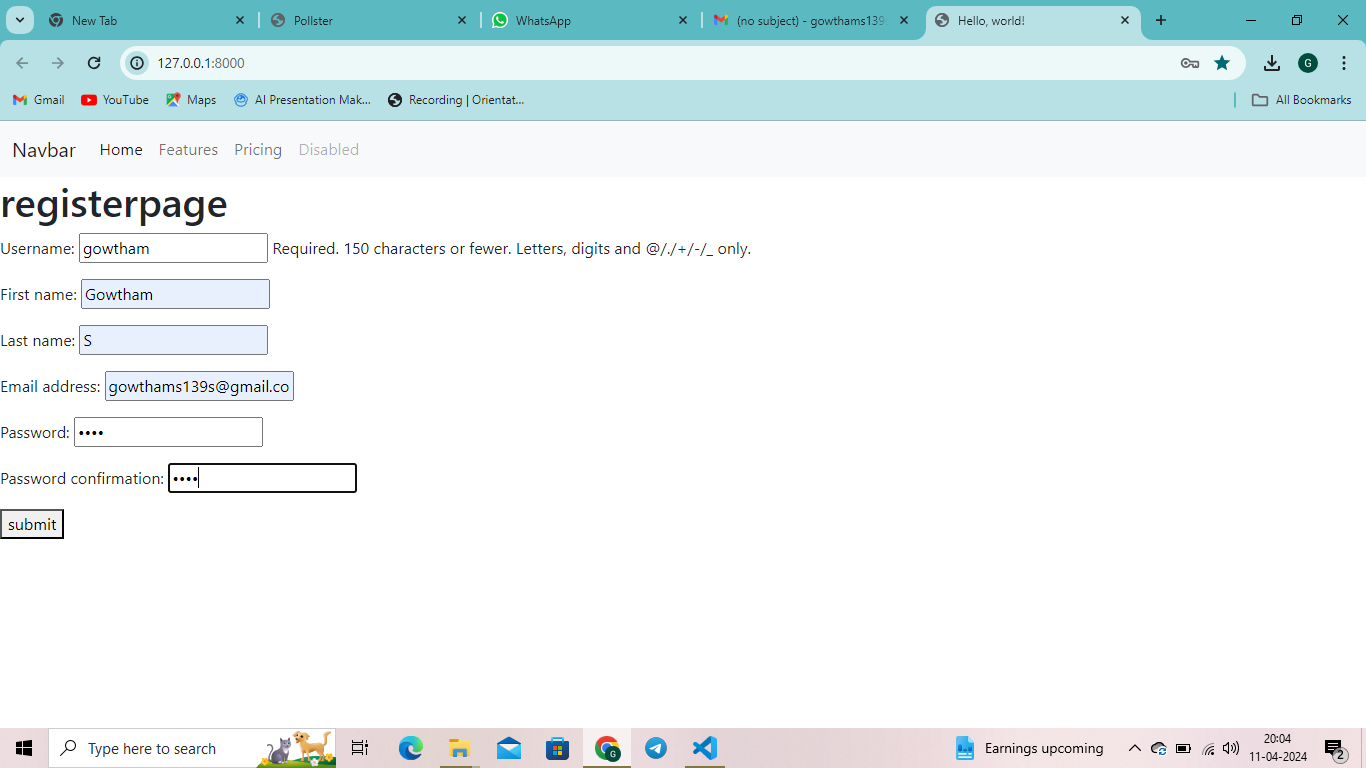 New Tab
Pollster
WhatsApp
(no subject) - gowthams139
Hello, world!
127.0.0.1:8000
G
Gmail
YouTube
Maps
AI Presentation Mak...
Recording | Orientat...
All Bookmarks
Navbar Home Features Pricing Disabled
registerpage
Username: gowtham Required. 150 characters or fewer. Letters, digits and @/./+/-/_ only.
First name: Gowtham
Last name: S
Email address: gowthams139s@gmail.co
Password: ••••
Password confirmation: ••••
submit
Type here to search
G
Earnings upcoming
20:04
11-04-2024
2